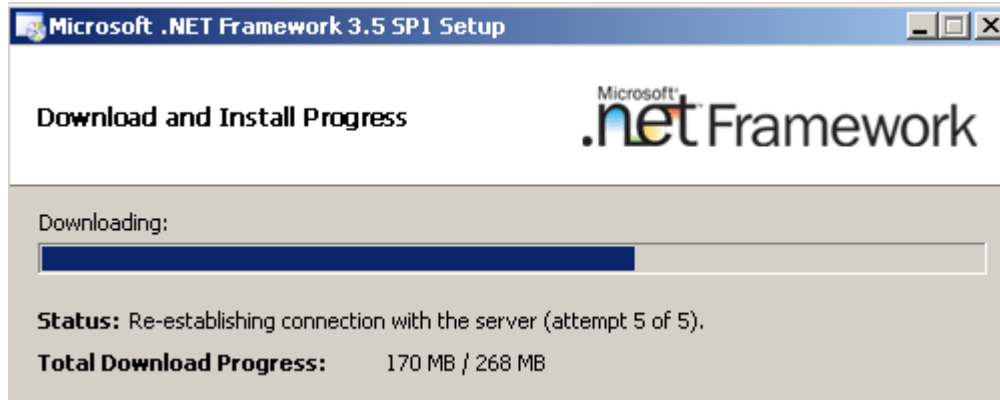 Microsoft .NET Framework 3.5 SP1 Setup
Download and Install Progress
Microsoft
.net Framework
Downloading:
Status: Re-establishing connection with the server (attempt 5 of 5).
Total Download Progress: 170 MB / 268 MB